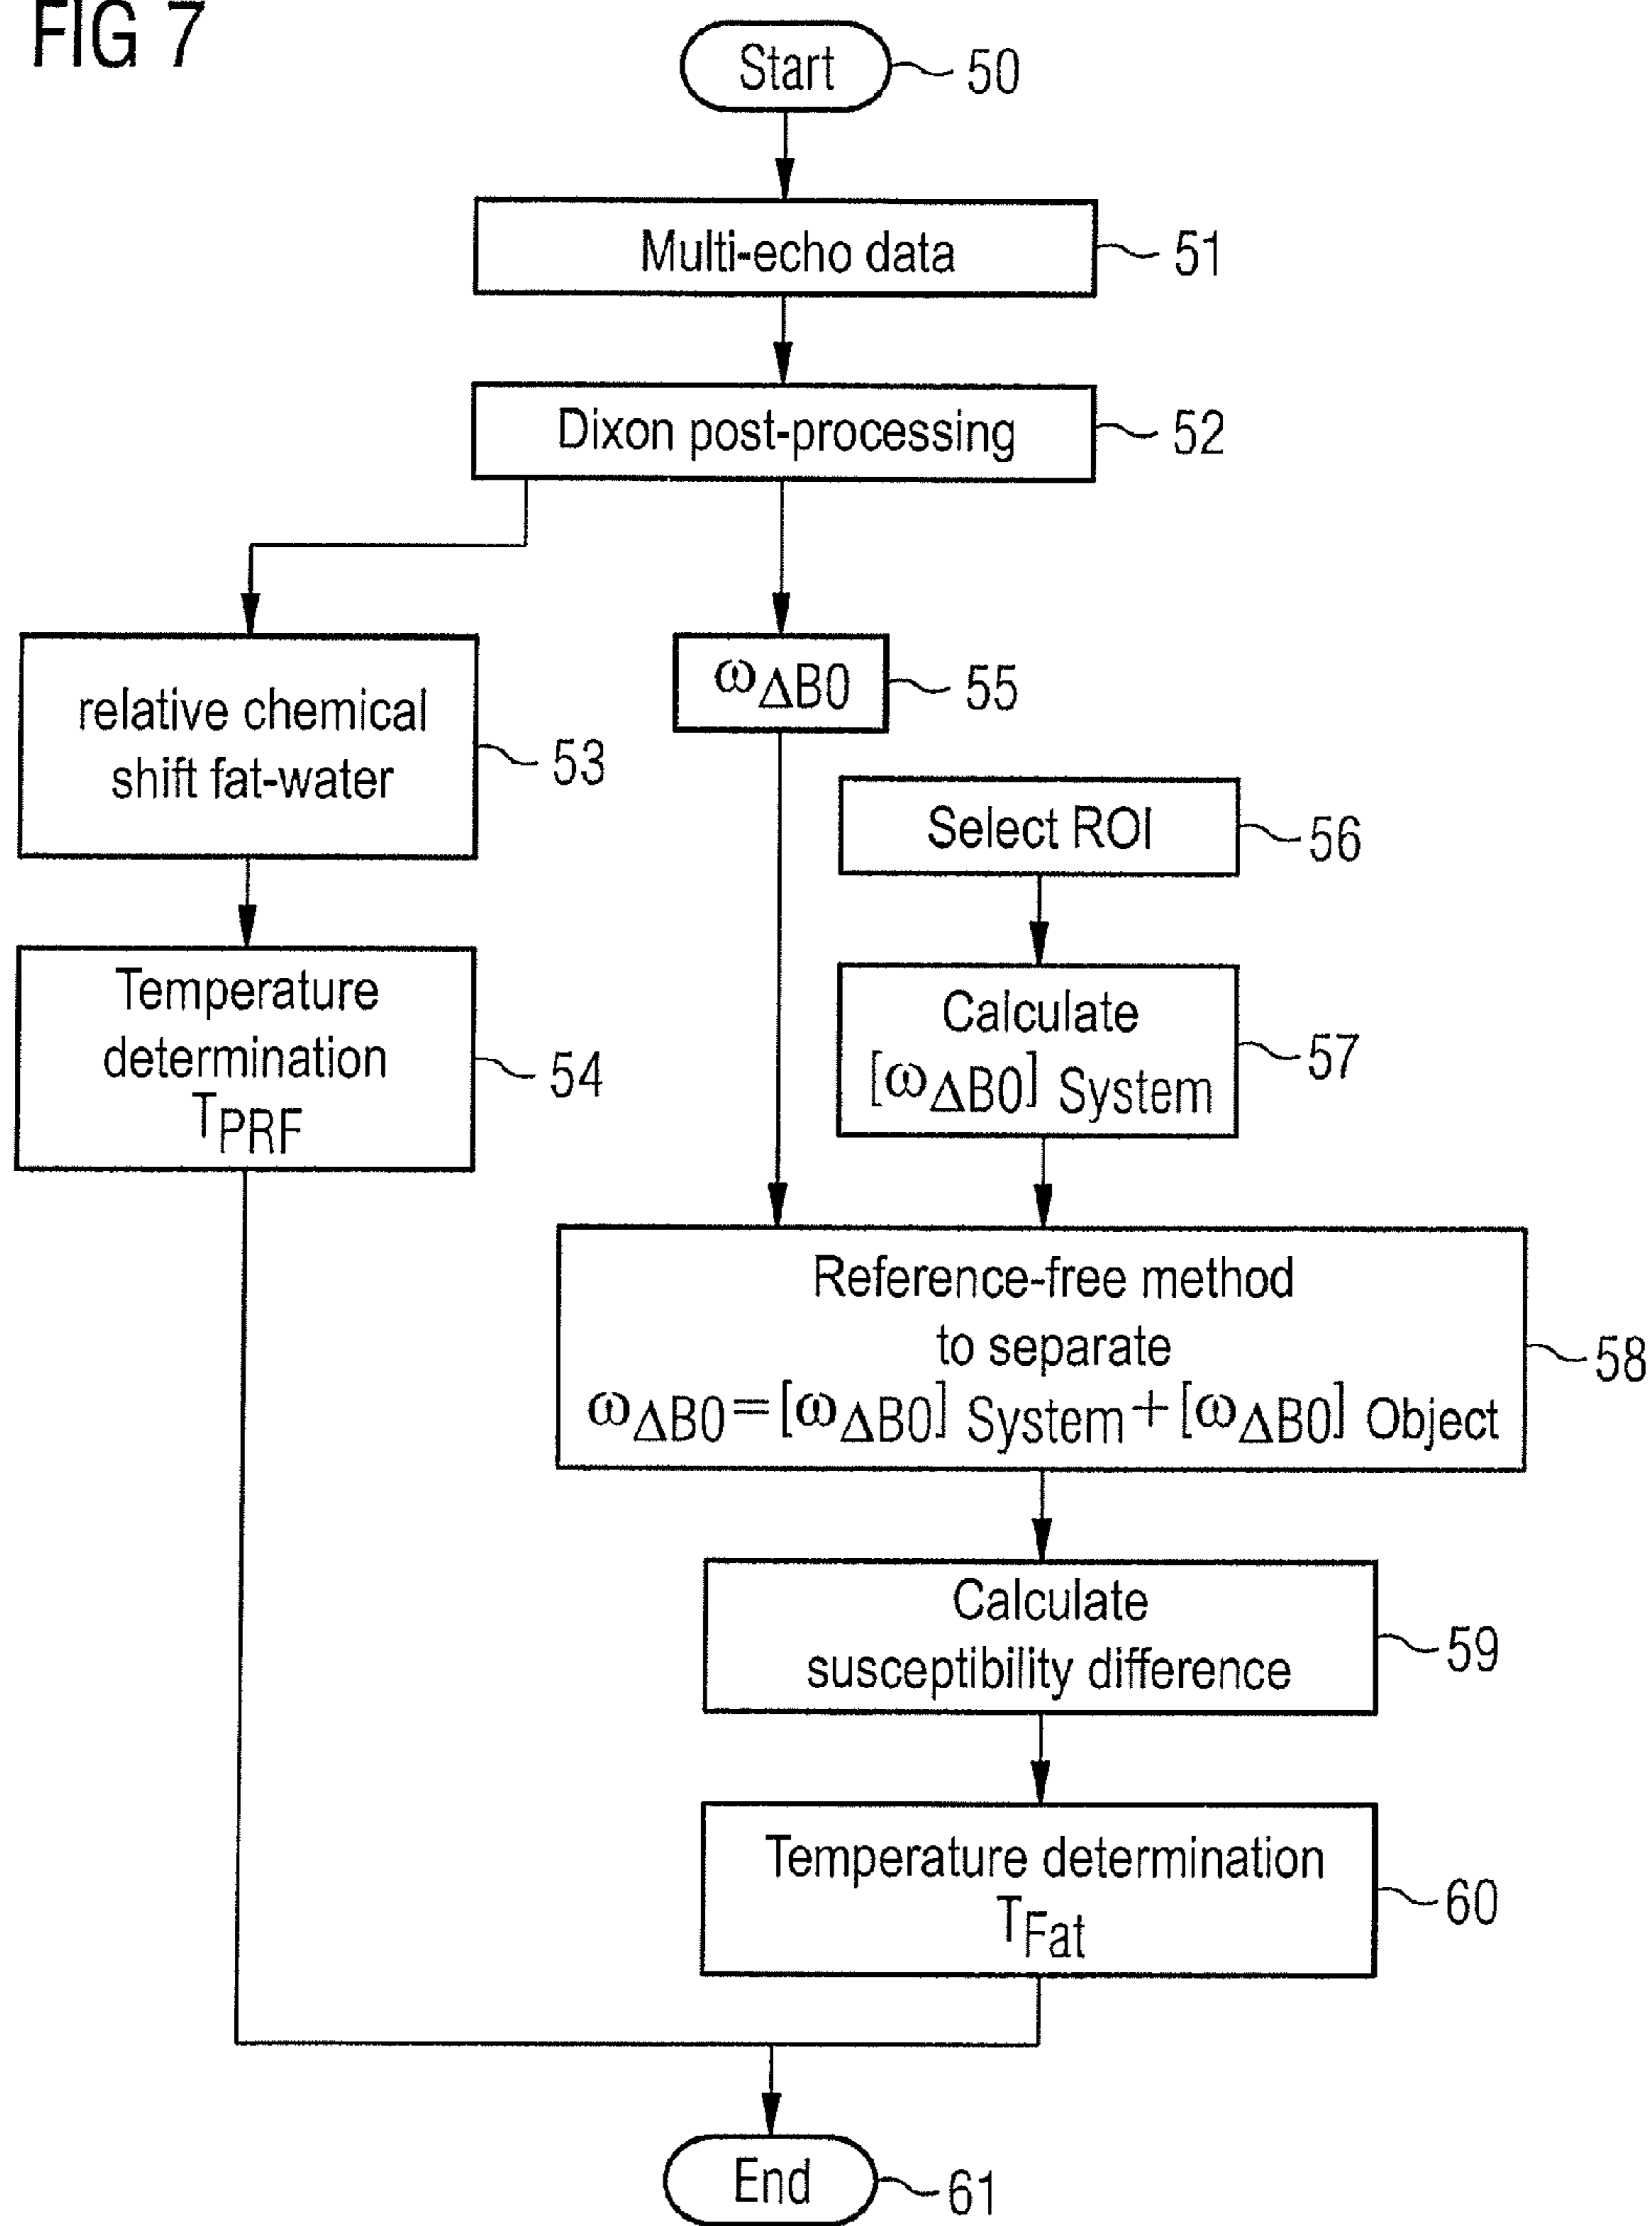 FIG 7
Start
50
Multi-echo data
51
Dixon post-processing
52
relative chemical
shift fat-water
53
Temperature
determination
TPRF
54
ωΔB0
55
Select ROI
56
Calculate
[ωΔB0] System
57
Reference-free method
to separate
ωΔB0=[ωΔB0] System+[ωΔB0] Object
58
Calculate
susceptibility difference
59
Temperature determination
TFat
60
End
61